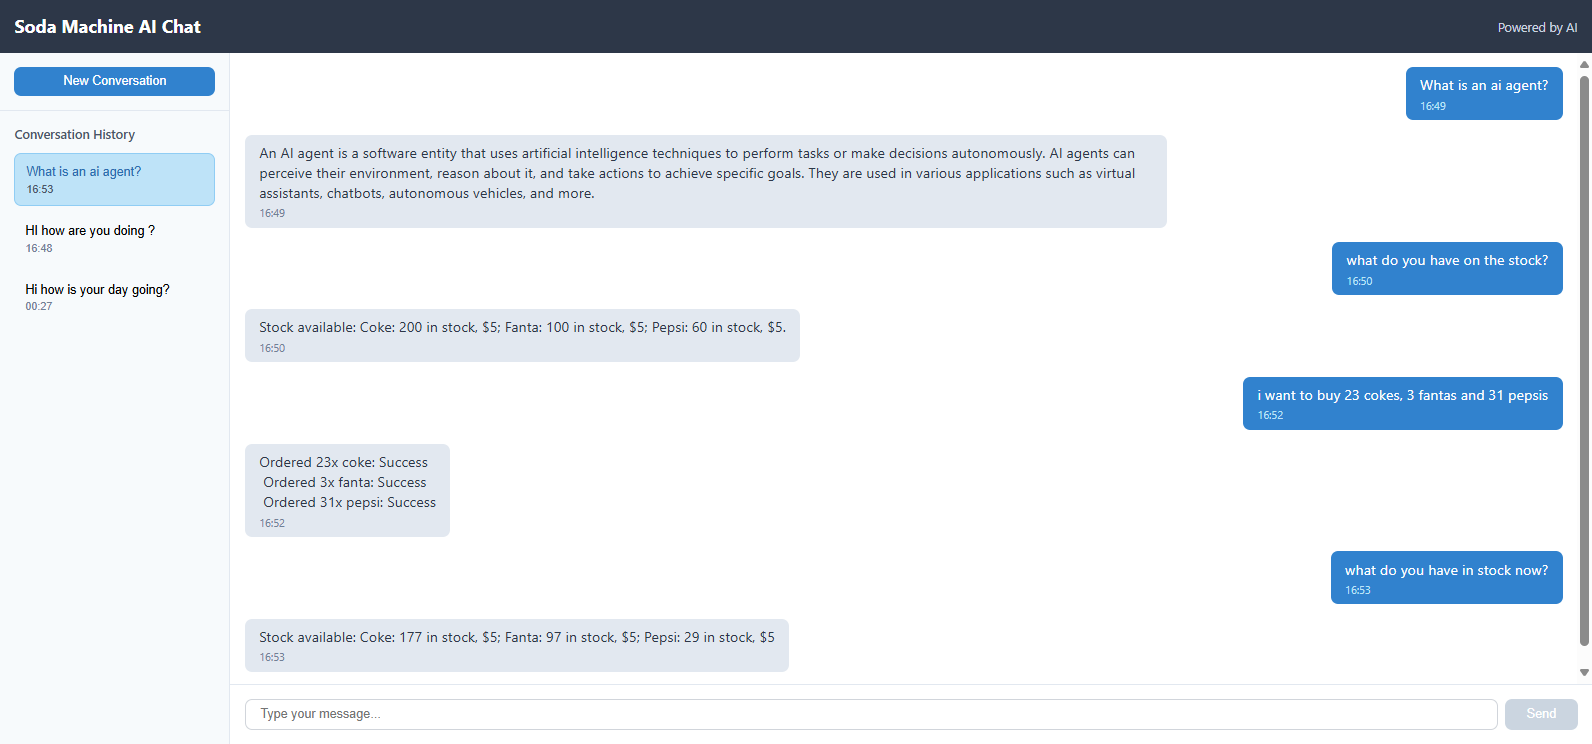 Soda Machine AI Chat
Powered by AI
New Conversation
Conversation History
What is an ai agent?
16:53
HI how are you doing ?
16:48
Hi how is your day going?
00:27
What is an ai agent?
16:49
An AI agent is a software entity that uses artificial intelligence techniques to perform tasks or make decisions autonomously. AI agents can
perceive their environment, reason about it, and take actions to achieve specific goals. They are used in various applications such as virtual
assistants, chatbots, autonomous vehicles, and more.
16:49
what do you have on the stock?
16:50
Stock available: Coke: 200 in stock, $5; Fanta: 100 in stock, $5; Pepsi: 60 in stock, $5.
16:50
i want to buy 23 cokes, 3 fantas and 31 pepsis
16:52
Ordered 23x coke: Success
Ordered 3x fanta: Success
Ordered 31x pepsi: Success
16:52
what do you have in stock now?
16:53
Stock available: Coke: 177 in stock, $5; Fanta: 97 in stock, $5; Pepsi: 29 in stock, $5
16:53
Type your message...
Send